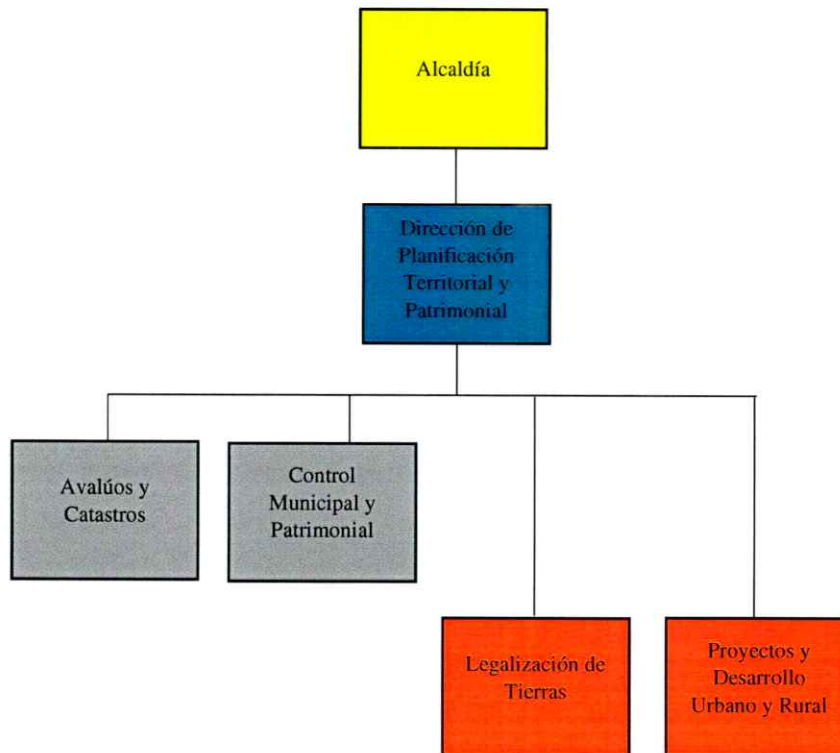 Alcaldía
Dirección de
Planificación
Territorial y
Patrimonial
Avalúos y
Catastros
Control
Municipal y
Patrimonial
Legalización de
Tierras
Proyectos y
Desarrollo
Urbano y Rural